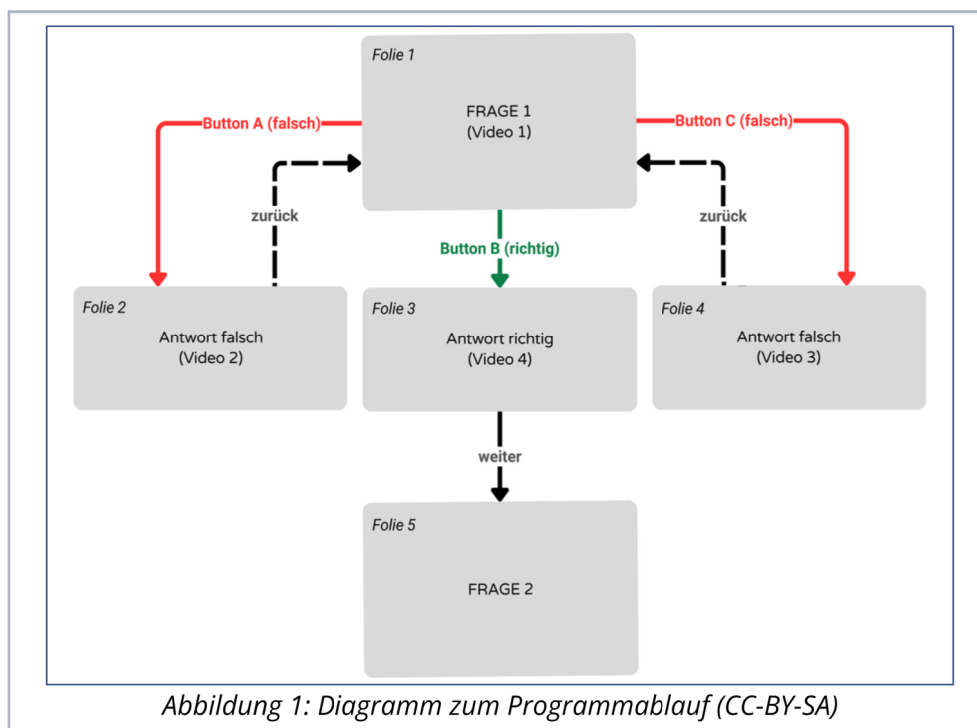 Folie 1
FRAGE 1
(Video 1)
Button A (falsch)
Button C (falsch)
zurück
zurück
Button B (richtig)
Folie 2
Antwort falsch
(Video 2)
Folie 3
Antwort richtig
(Video 4)
Folie 4
Antwort falsch
(Video 3)
weiter
Folie 5
FRAGE 2
Abbildung 1: Diagramm zum Programmablauf (CC-BY-SA)